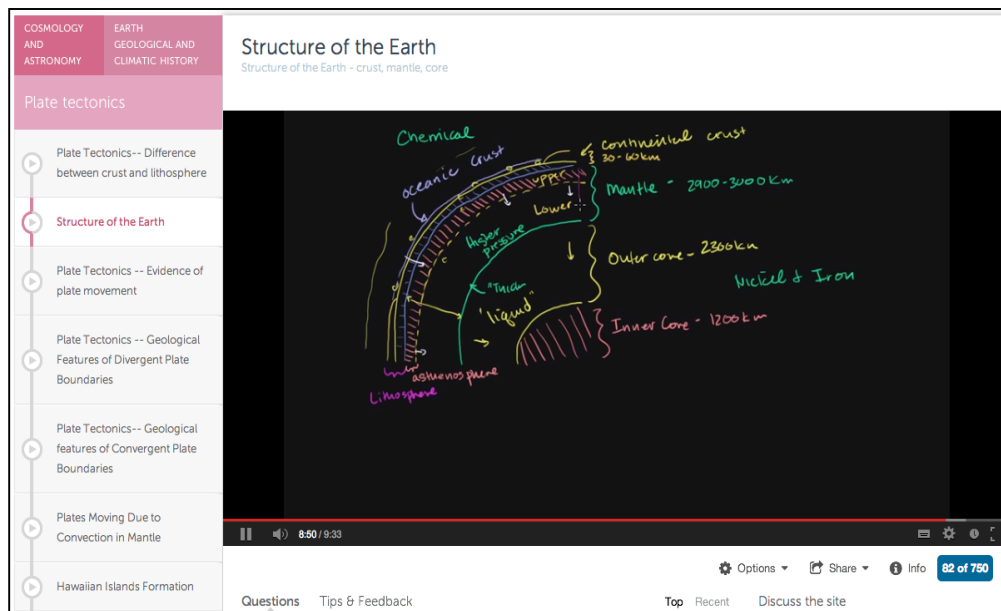 COSMOLOGY
AND
ASTRONOMY
EARTH
GEOLOGICAL AND
CLIMATIC HISTORY
Plate tectonics
Plate Tectonics-- Difference
between crust and lithosphere
Structure of the Earth
Plate Tectonics -- Evidence of
plate movement
Plate Tectonics -- Geological
Features of Divergent Plate
Boundaries
Plate Tectonics-- Geological
features of Convergent Plate
Boundaries
Plates Moving Due to
Convection in Mantle
Hawaiian Islands Formation
Structure of the Earth
Structure of the Earth - crust, mantle, core
Chemical
oceanic crust
continential crust
30-60km
upper
Mantle - 2900-3000km
Lower
Higher
pressure
Outer core - 2300km
Nickel & Iron
"Thick
"liquid"
Inner Core - 1200km
asthenosphere
Lithosphere
8:50 / 9:33
Options
Share
Info
82 of 750
Questions
Tips & Feedback
Top
Recent
Discuss the site